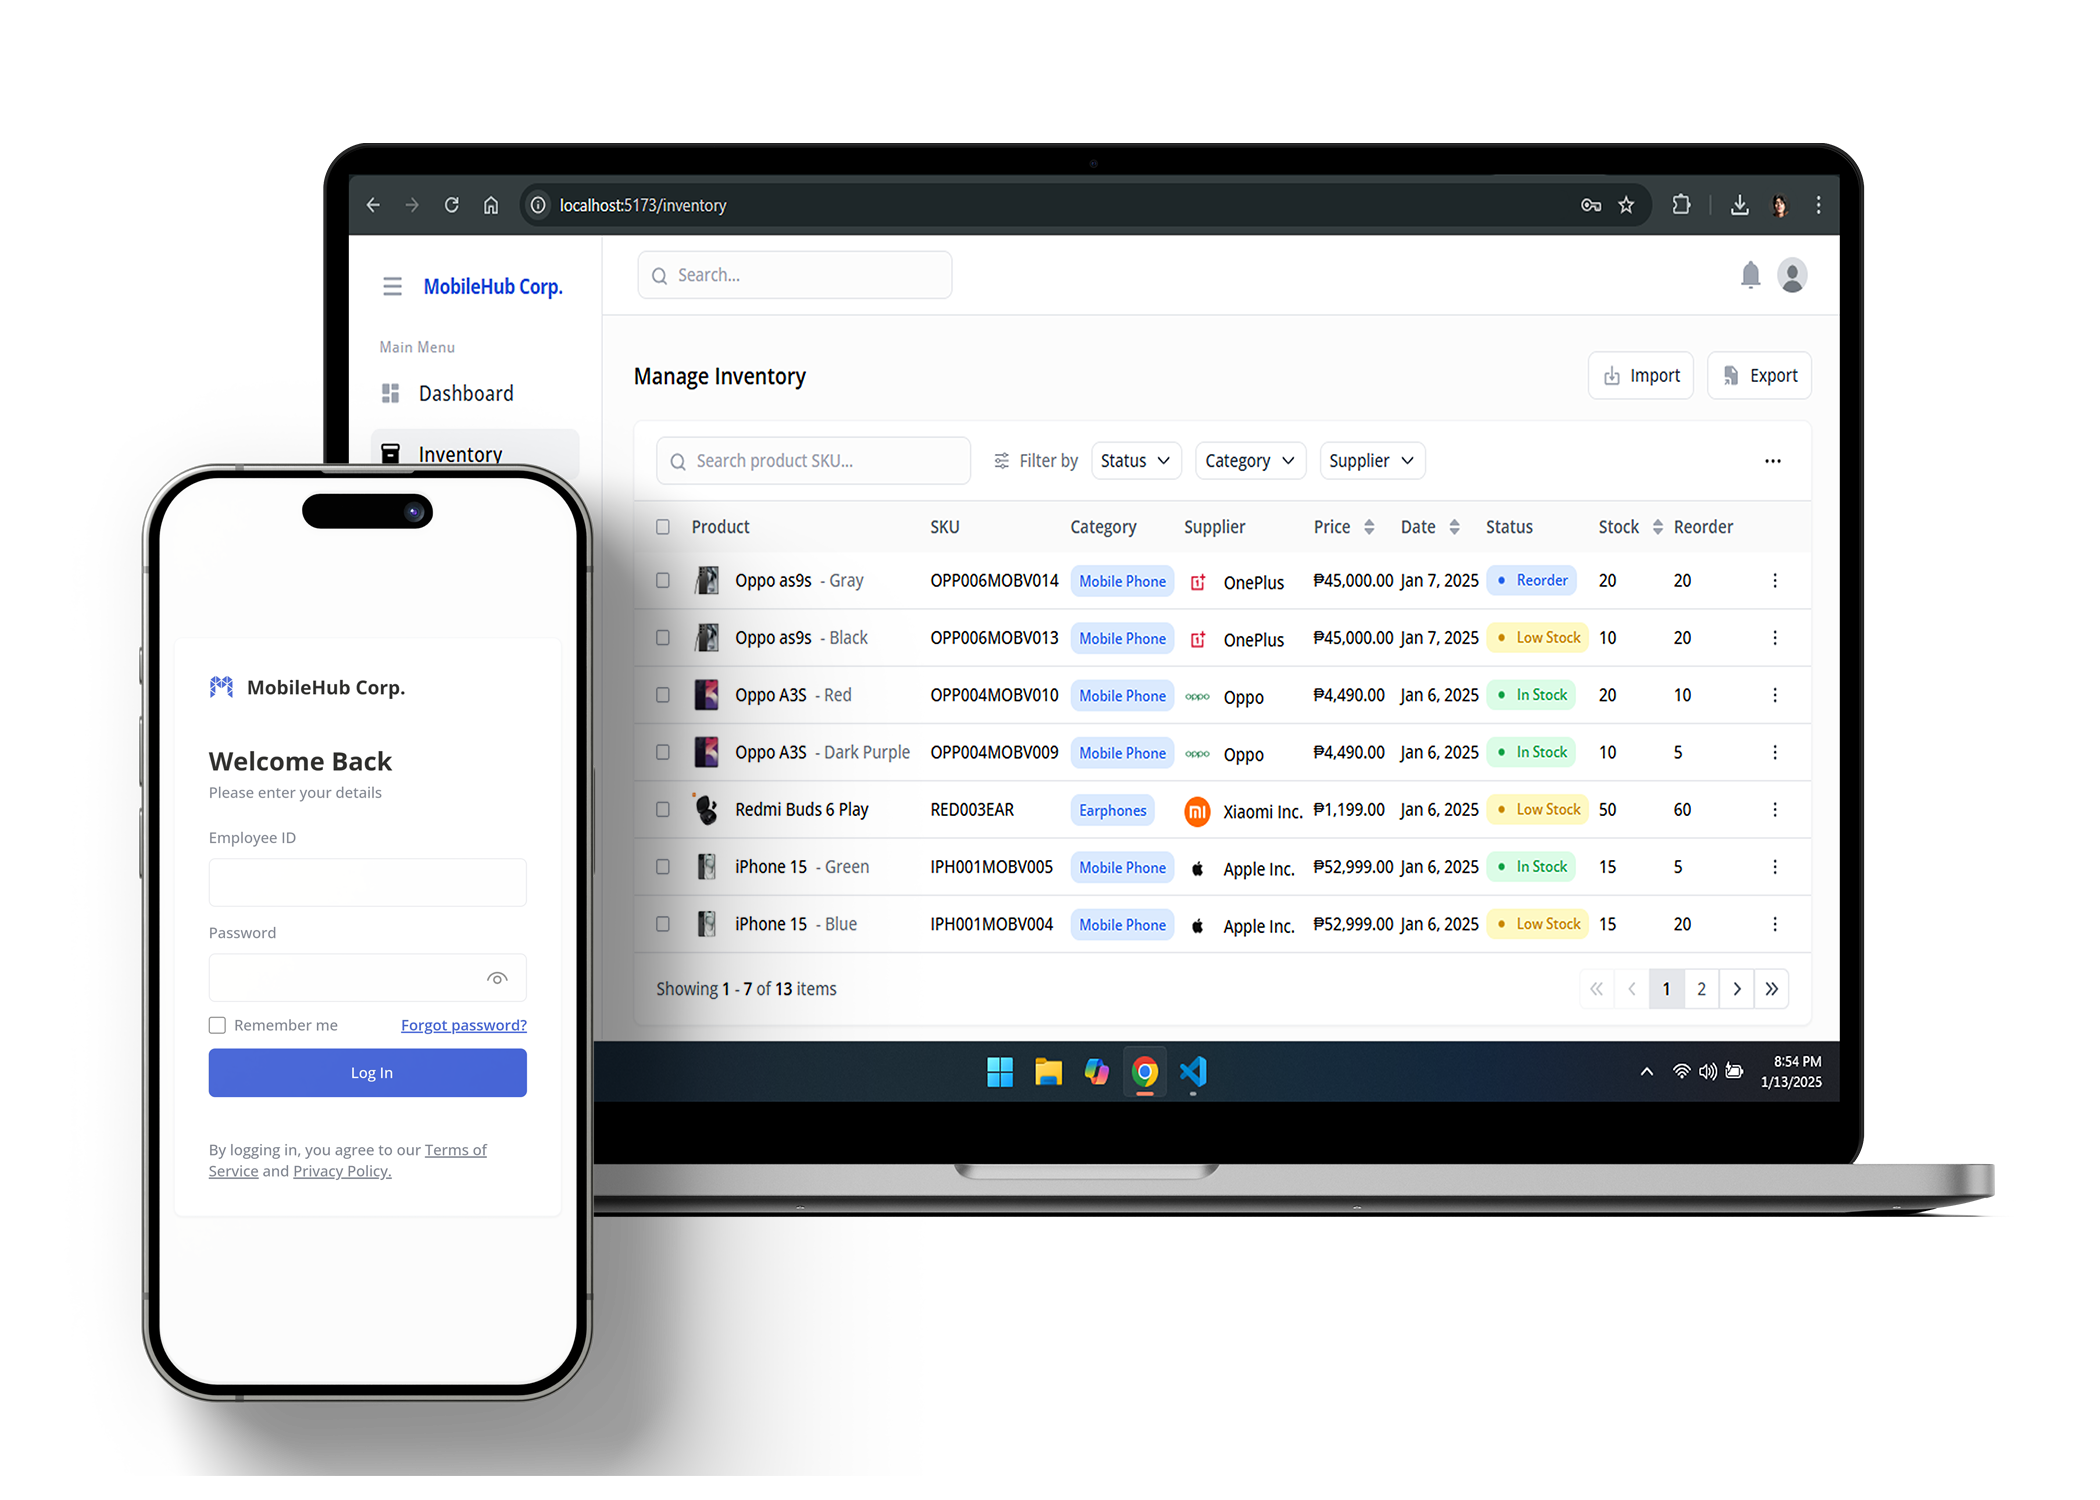 localhost:5173/inventory
MobileHub Corp.
Search...
Main Menu
Dashboard
Inventory
Manage Inventory
Import
Export
Search product SKU...
Filter by
Status
Category
Supplier
Product SKU Category Supplier Price Date Status Stock Reorder
Oppo as9s - Gray OPP006MOBV014 Mobile Phone OnePlus ₱45,000.00 Jan 7, 2025 Reorder 20 20
Oppo as9s - Black OPP006MOBV013 Mobile Phone OnePlus ₱45,000.00 Jan 7, 2025 Low Stock 10 20
Oppo A3S - Red OPP004MOBV010 Mobile Phone oppo Oppo ₱4,490.00 Jan 6, 2025 In Stock 20 10
Oppo A3S - Dark Purple OPP004MOBV009 Mobile Phone oppo Oppo ₱4,490.00 Jan 6, 2025 In Stock 10 5
Redmi Buds 6 Play RED003EAR Earphones mi Xiaomi Inc. ₱1,199.00 Jan 6, 2025 Low Stock 50 60
iPhone 15 - Green IPH001MOBV005 Mobile Phone Apple Inc. ₱52,999.00 Jan 6, 2025 In Stock 15 5
iPhone 15 - Blue IPH001MOBV004 Mobile Phone Apple Inc. ₱52,999.00 Jan 6, 2025 Low Stock 15 20
Showing 1 - 7 of 13 items
« ‹ 1 2 › »
8:54 PM
1/13/2025
MobileHub Corp.
Welcome Back
Please enter your details
Employee ID
Password
Remember me
Forgot password?
Log In
By logging in, you agree to our Terms of
Service and Privacy Policy.